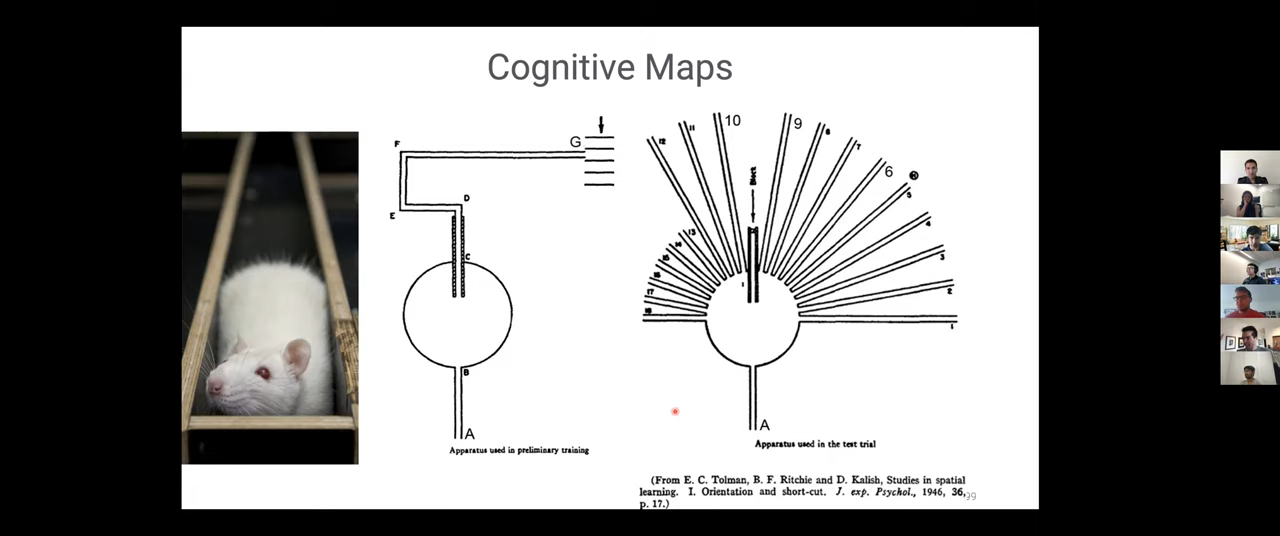 Cognitive Maps
F
G
D
E
C
B
A
Apparatus used in preliminary training
12
11
10
9
8
7
6
5
4
3
2
1
Block
13
14
15
16
17
18
A
Apparatus used in the test trial
(From E. C. Tolman, B. F. Ritchie and D. Kalish, Studies in spatial
learning. I. Orientation and short-cut. J. exp. Psychol., 1946, 36,
p. 17.)
99